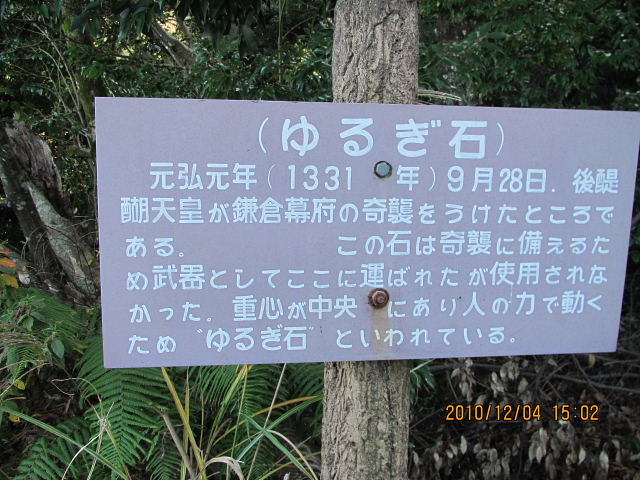 （ゆるぎ石）
元弘元年（1331年）9月28日．後醍
醐天皇が鎌倉幕府の奇襲をうけたところで
ある。　　　　この石は奇襲に備えるた
め武器としてここに運ばれたが使用されな
かった。重心が中央にあり人の力で動く
ため〝ゆるぎ石〟といわれている。
2010/12/04 15:02